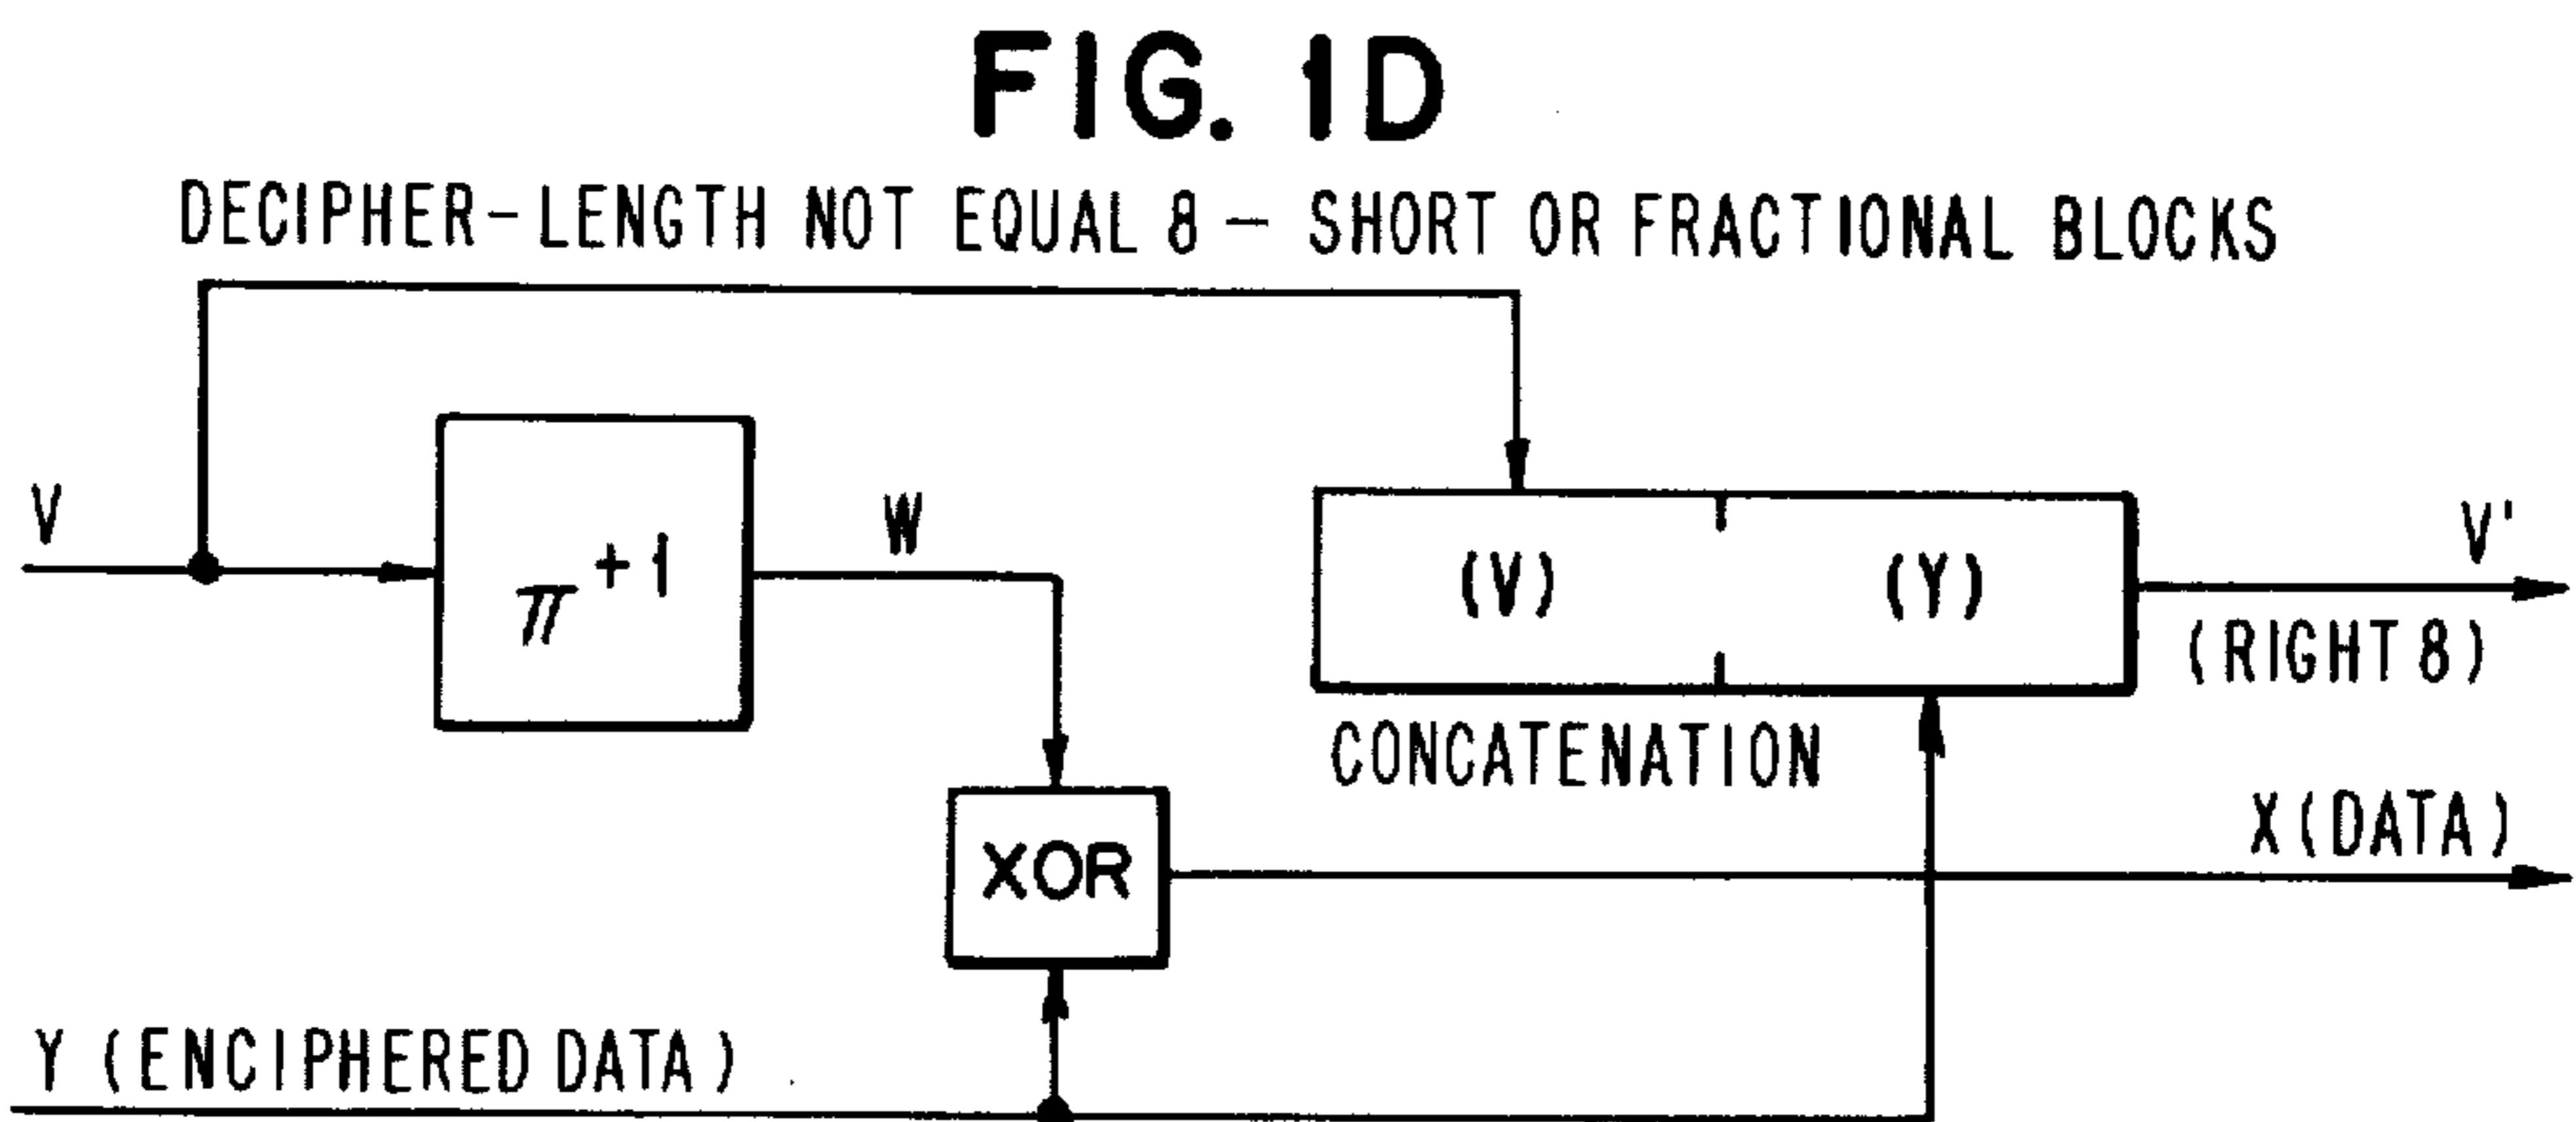 FIG. 1D
DECIPHER-LENGTH NOT EQUAL 8 - SHORT OR FRACTIONAL BLOCKS
V
π+1
W
(V)
(Y)
V'
(RIGHT 8)
CONCATENATION
XOR
X (DATA)
Y (ENCIPHERED DATA)